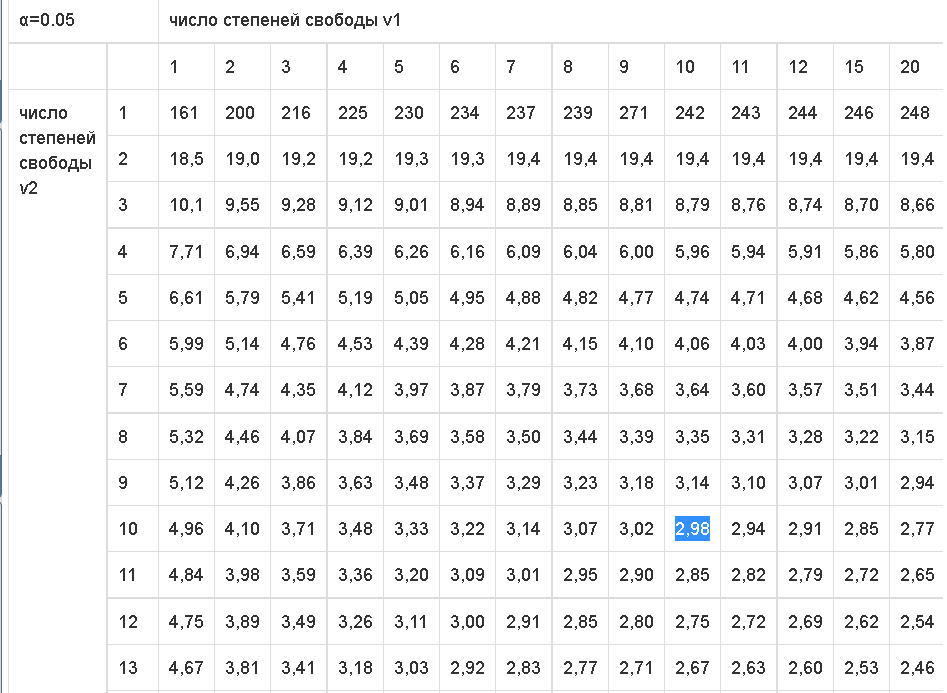 α=0.05 число степеней свободы v1
1 2 3 4 5 6 7 8 9 10 11 12 15 20
число степеней свободы v2
1 161 200 216 225 230 234 237 239 271 242 243 244 246 248
2 18,5 19,0 19,2 19,2 19,3 19,3 19,4 19,4 19,4 19,4 19,4 19,4 19,4 19,4
3 10,1 9,55 9,28 9,12 9,01 8,94 8,89 8,85 8,81 8,79 8,76 8,74 8,70 8,66
4 7,71 6,94 6,59 6,39 6,26 6,16 6,09 6,04 6,00 5,96 5,94 5,91 5,86 5,80
5 6,61 5,79 5,41 5,19 5,05 4,95 4,88 4,82 4,77 4,74 4,71 4,68 4,62 4,56
6 5,99 5,14 4,76 4,53 4,39 4,28 4,21 4,15 4,10 4,06 4,03 4,00 3,94 3,87
7 5,59 4,74 4,35 4,12 3,97 3,87 3,79 3,73 3,68 3,64 3,60 3,57 3,51 3,44
8 5,32 4,46 4,07 3,84 3,69 3,58 3,50 3,44 3,39 3,35 3,31 3,28 3,22 3,15
9 5,12 4,26 3,86 3,63 3,48 3,37 3,29 3,23 3,18 3,14 3,10 3,07 3,01 2,94
10 4,96 4,10 3,71 3,48 3,33 3,22 3,14 3,07 3,02 2,98 2,94 2,91 2,85 2,77
11 4,84 3,98 3,59 3,36 3,20 3,09 3,01 2,95 2,90 2,85 2,82 2,79 2,72 2,65
12 4,75 3,89 3,49 3,26 3,11 3,00 2,91 2,85 2,80 2,75 2,72 2,69 2,62 2,54
13 4,67 3,81 3,41 3,18 3,03 2,92 2,83 2,77 2,71 2,67 2,63 2,60 2,53 2,46